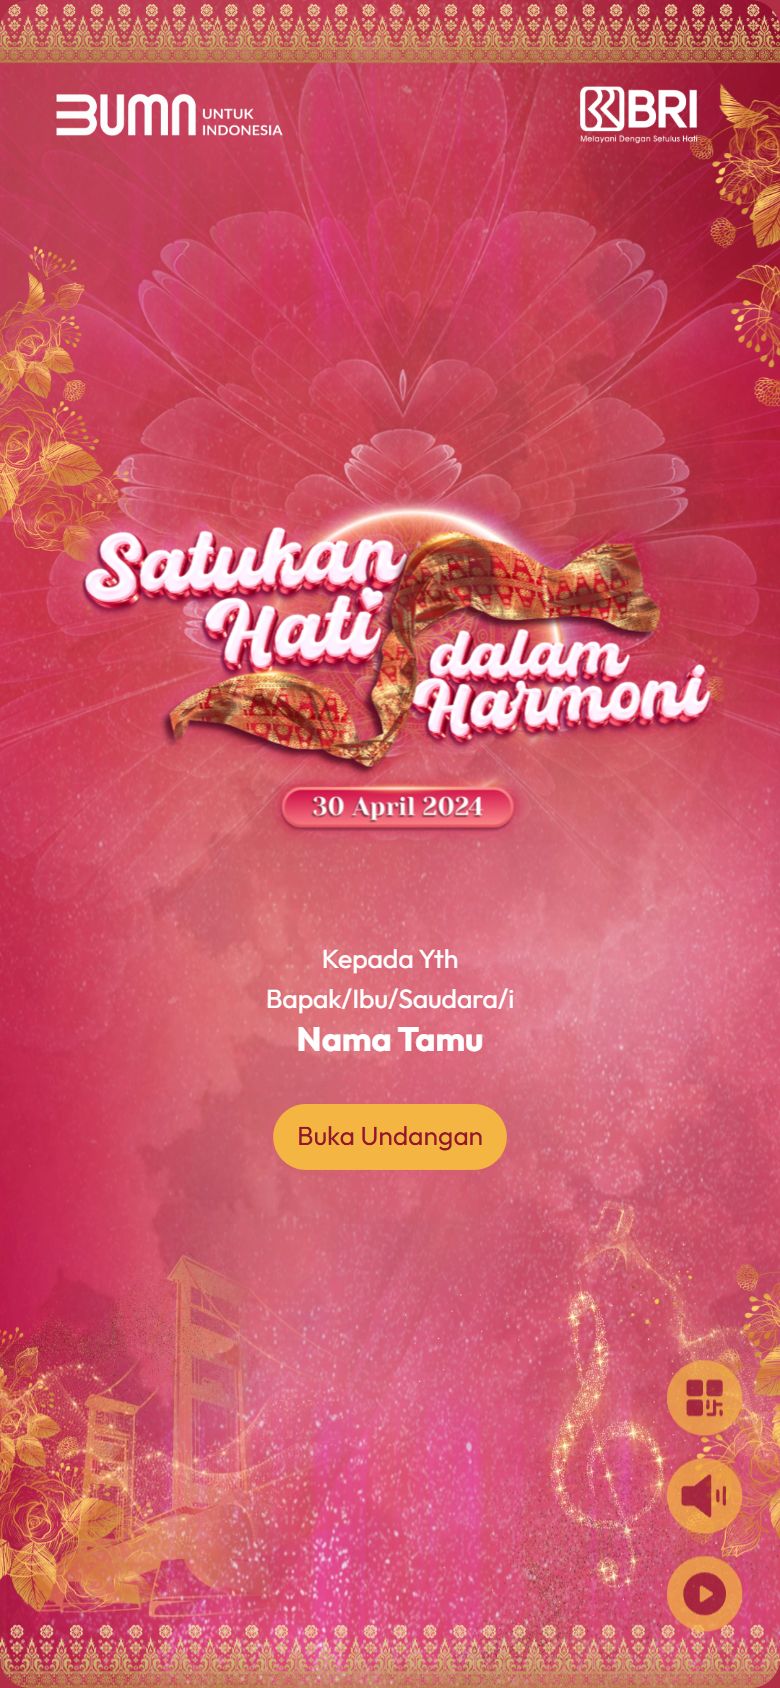 BUMN UNTUK
INDONESIA
BRI
Melayani Dengan Setulus Hati
Satukan
Hati
dalam
Harmoni
30 April 2024
Kepada Yth
Bapak/Ibu/Saudara/i
Nama Tamu
Buka Undangan